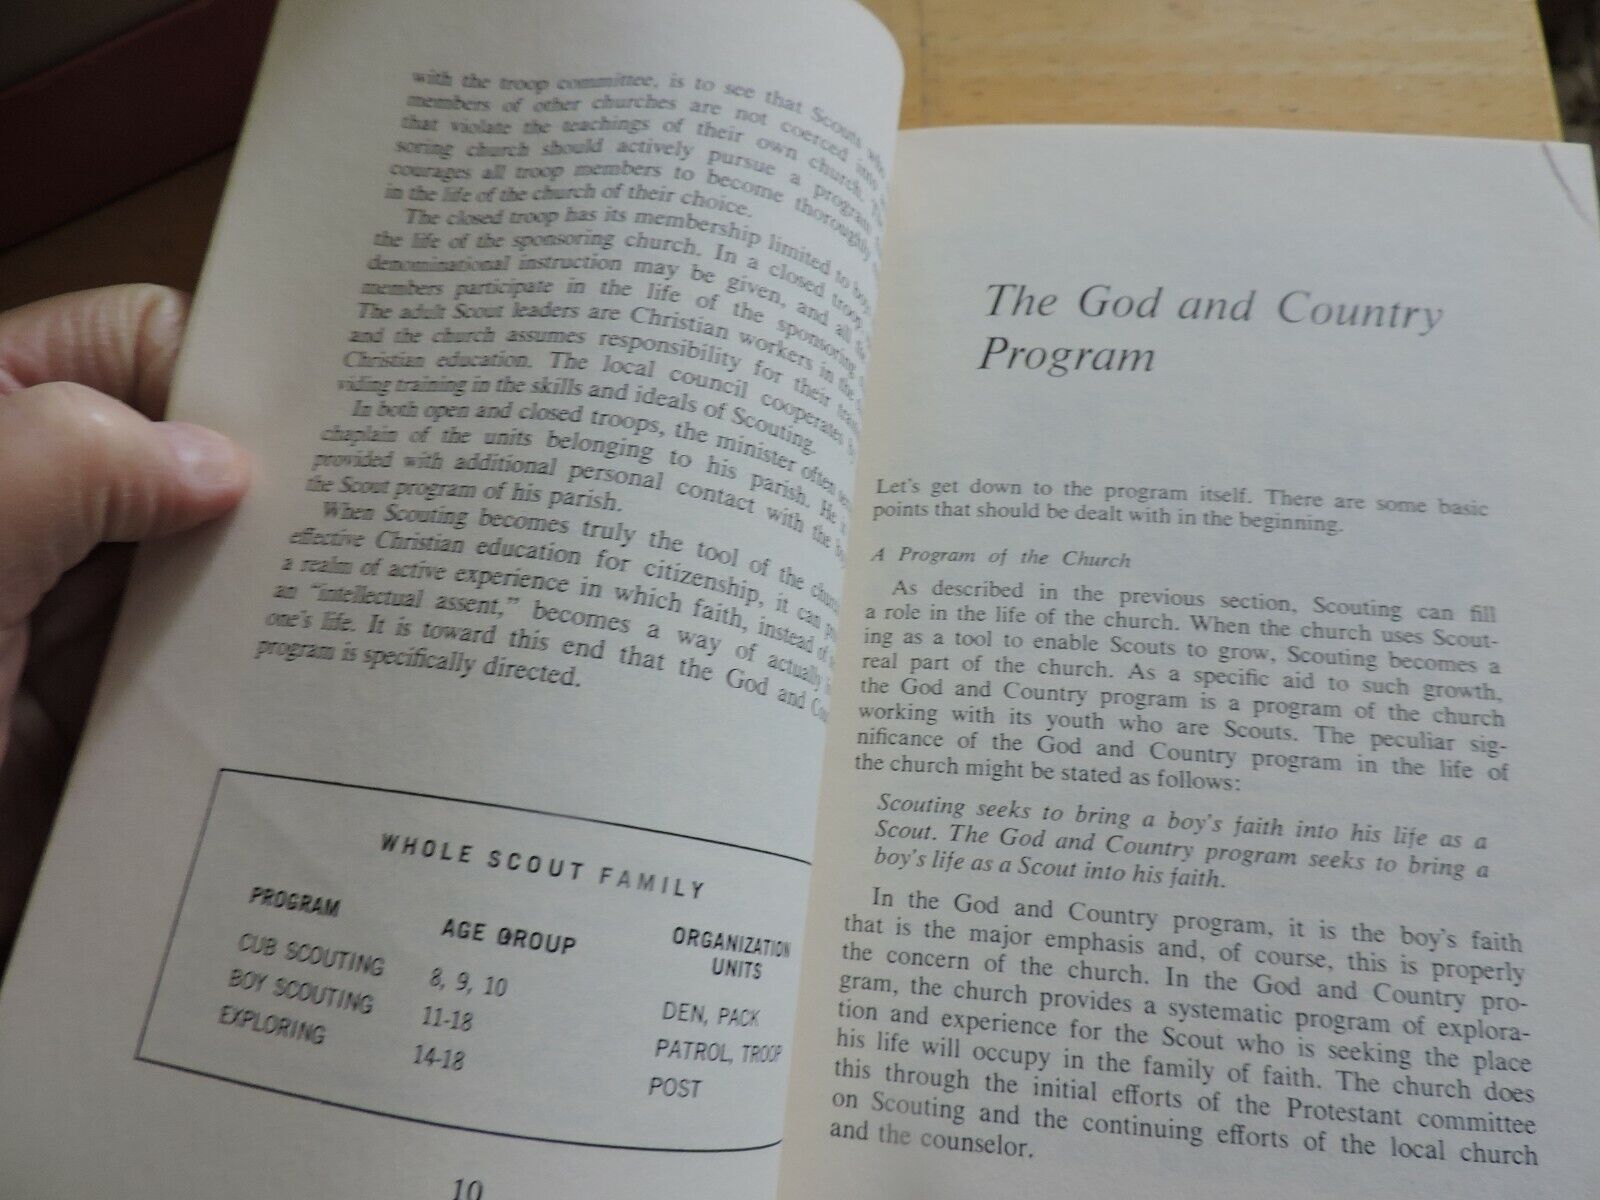 with the troop committee, is to see that Scouts who
members of other churches are not coerced into
that violate the teachings of their own church.
soring church should actively pursue a program
courages all troop members to become thoroughly
in the life of the church of their choice.
The closed troop has its membership limited to boys
the life of the sponsoring church. In a closed troop,
denominational instruction may be given, and all
members participate in the life of the sponsoring
The adult Scout leaders are Christian workers in the
and the church assumes responsibility for their
Christian education. The local council cooperates
viding training in the skills and ideals of Scouting.
In both open and closed troops, the minister often
chaplain of the units belonging to his parish. He
provided with additional personal contact with the
the Scout program of his parish.
When Scouting becomes truly the tool of the church
effective Christian education for citizenship, it can
a realm of active experience in which faith, instead of
an "intellectual assent," becomes a way of actually
one's life. It is toward this end that the God and
program is specifically directed.
WHOLE SCOUT FAMILY
PROGRAM AGE GROUP ORGANIZATION UNITS
CUB SCOUTING 8, 9, 10 DEN, PACK
BOY SCOUTING 11-18 PATROL, TROOP
EXPLORING 14-18 POST
10
The God and Country
Program
Let's get down to the program itself. There are some basic
points that should be dealt with in the beginning.
A Program of the Church
As described in the previous section, Scouting can fill
a role in the life of the church. When the church uses Scout-
ing as a tool to enable Scouts to grow, Scouting becomes a
real part of the church. As a specific aid to such growth,
the God and Country program is a program of the church
working with its youth who are Scouts. The peculiar sig-
nificance of the God and Country program in the life of
the church might be stated as follows:
Scouting seeks to bring a boy's faith into his life as a
Scout. The God and Country program seeks to bring a
boy's life as a Scout into his faith.
In the God and Country program, it is the boy's faith
that is the major emphasis and, of course, this is properly
the concern of the church. In the God and Country pro-
gram, the church provides a systematic program of explora-
tion and experience for the Scout who is seeking the place
his life will occupy in the family of faith. The church does
this through the initial efforts of the Protestant committee
on Scouting and the continuing efforts of the local church
and the counselor.